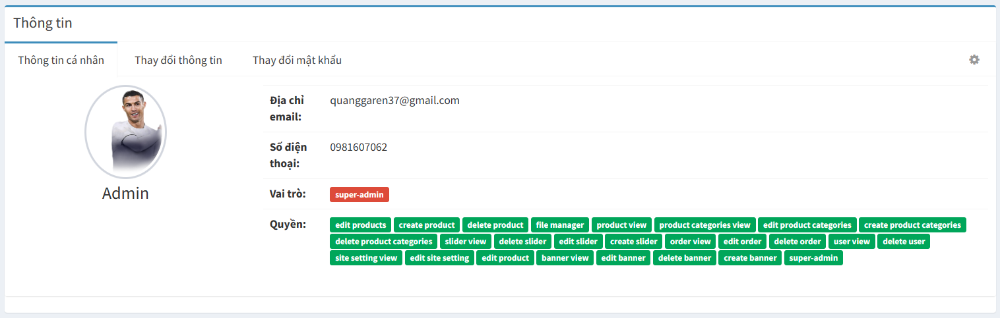 Thông tin
Thông tin cá nhân Thay đổi thông tin Thay đổi mật khẩu
Admin
Địa chỉ email: quanggaren37@gmail.com
Số điện thoại: 0981607062
Vai trò: super-admin
Quyền: edit products create product delete product file manager product view product categories view edit product categories create product categories
delete product categories slider view delete slider edit slider create slider order view edit order delete order user view delete user
site setting view edit site setting edit product banner view edit banner delete banner create banner super-admin